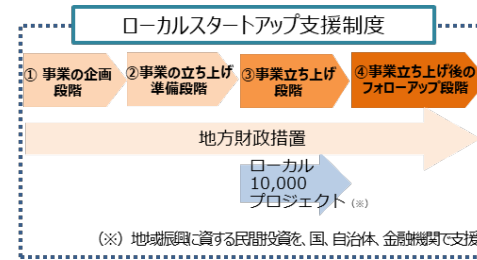 ローカルスタートアップ支援制度
① 事業の企画
段階
②事業の立ち上げ
準備段階
③事業立ち上げ
段階
④事業立ち上げ後の
フォローアップ段階
地方財政措置
ローカル
10,000
プロジェクト（※）
（※）地域振興に資する民間投資を、国、自治体、金融機関で支援